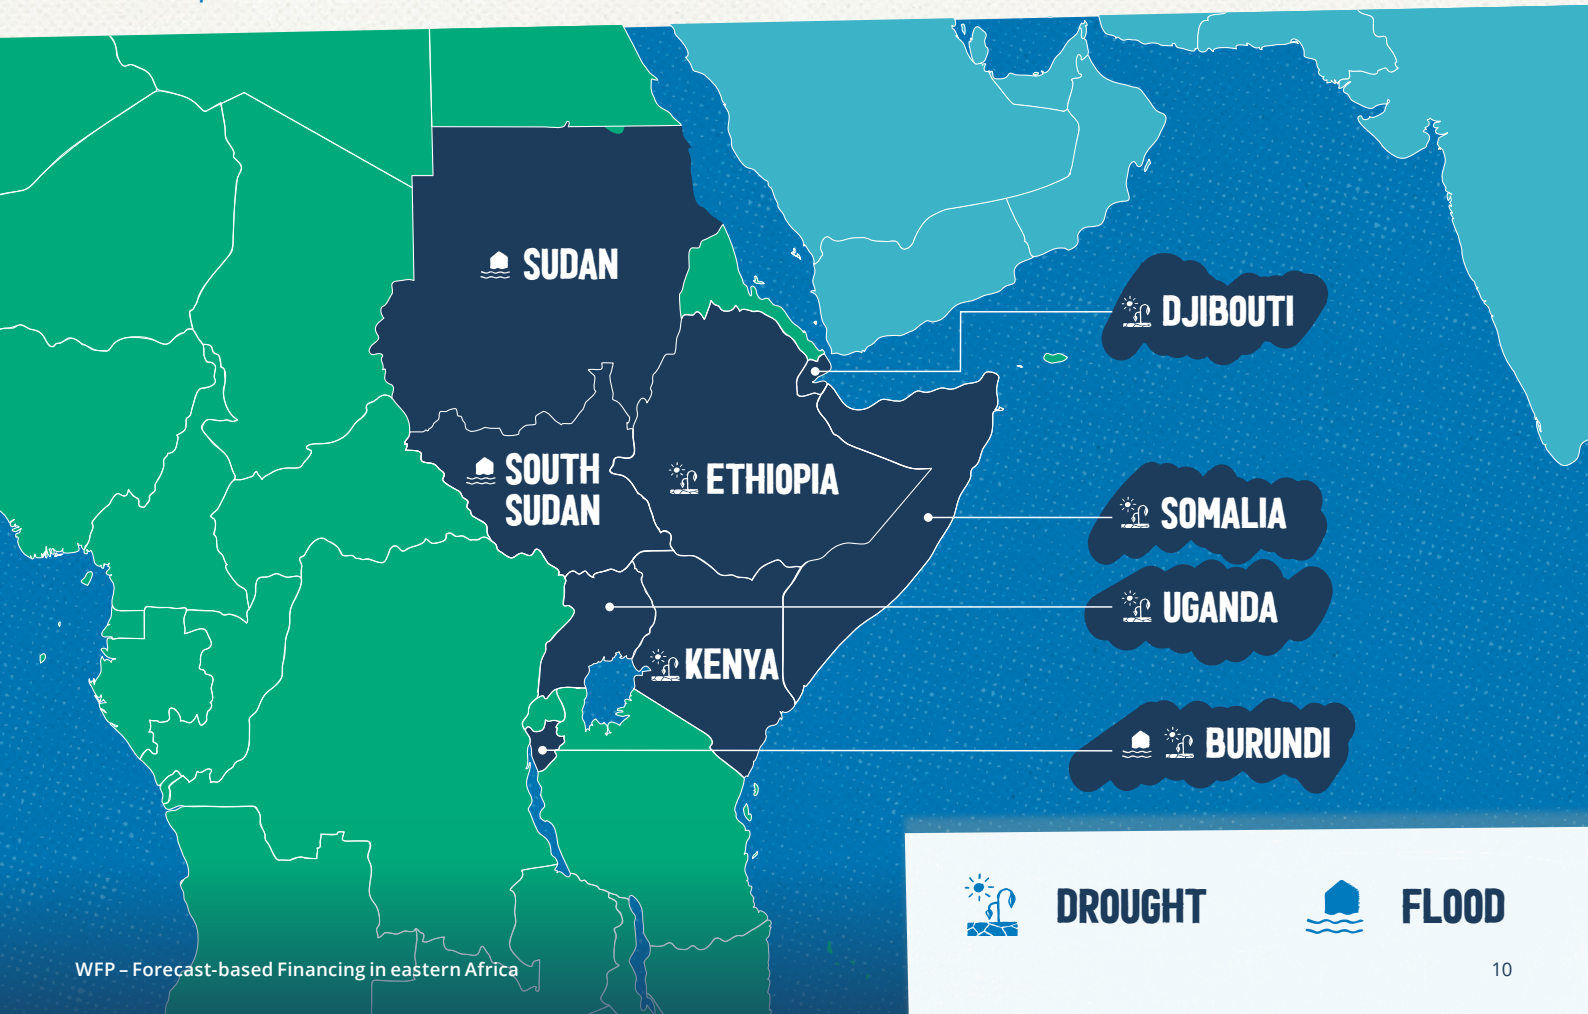 SUDAN
DJIBOUTI
SOUTH
SUDAN
ETHIOPIA
SOMALIA
UGANDA
KENYA
BURUNDI
DROUGHT
FLOOD
WFP – Forecast-based Financing in eastern Africa
10